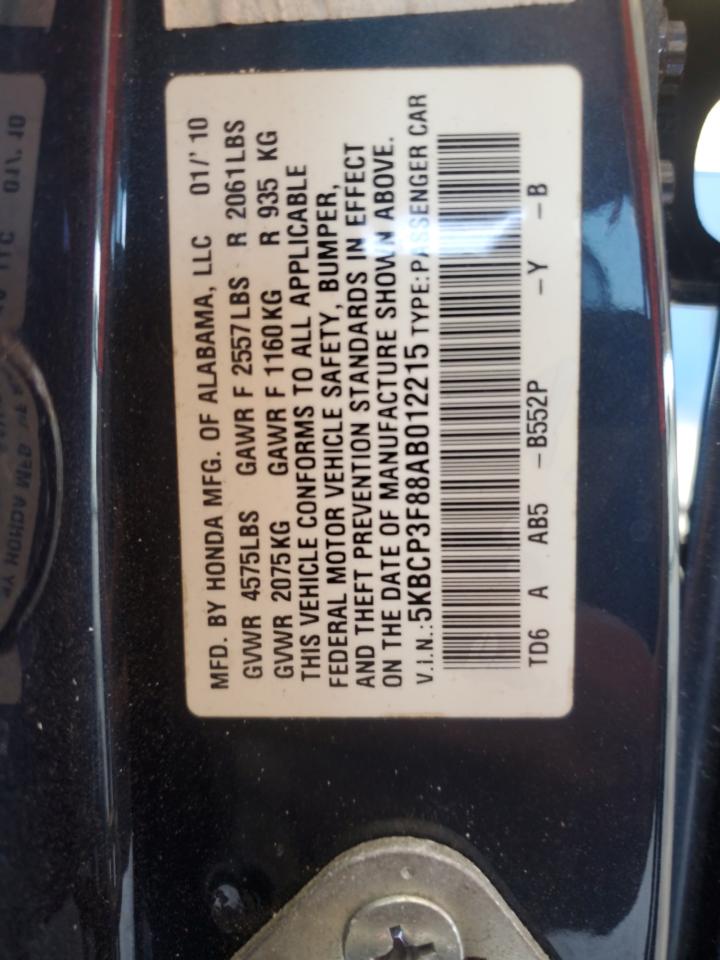 MFD. BY HONDA MFG. OF ALABAMA, LLC 01/'10
GVWR 4575LBS GAWR F 2557LBS R 2061LBS
GVWR 2075KG GAWR F 1160KG R 935 KG
THIS VEHICLE CONFORMS TO ALL APPLICABLE
FEDERAL MOTOR VEHICLE SAFETY, BUMPER,
AND THEFT PREVENTION STANDARDS IN EFFECT
ON THE DATE OF MANUFACTURE SHOWN ABOVE.
V.I.N.:5KBCP3F88AB012215 TYPE:PASSENGER CAR
TD6 A AB5 -B552P -Y -B